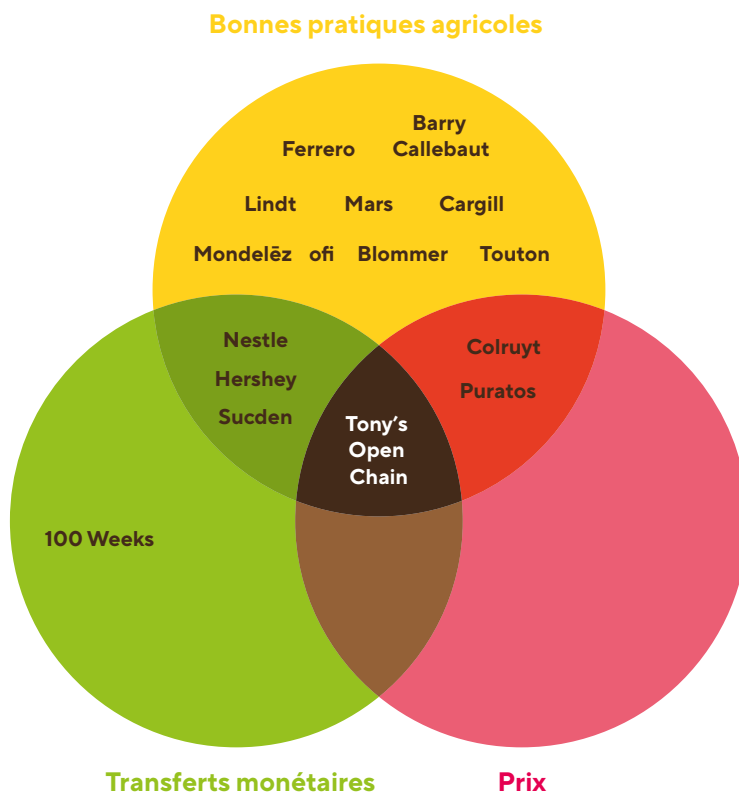 Bonnes pratiques agricoles
Barry
Ferrero Callebaut
Lindt Mars Cargill
Mondelēz ofi Blommer Touton
Nestle
Hershey
Sucden
Colruyt
Puratos
Tony's
Open
Chain
100 Weeks
Transferts monétaires
Prix